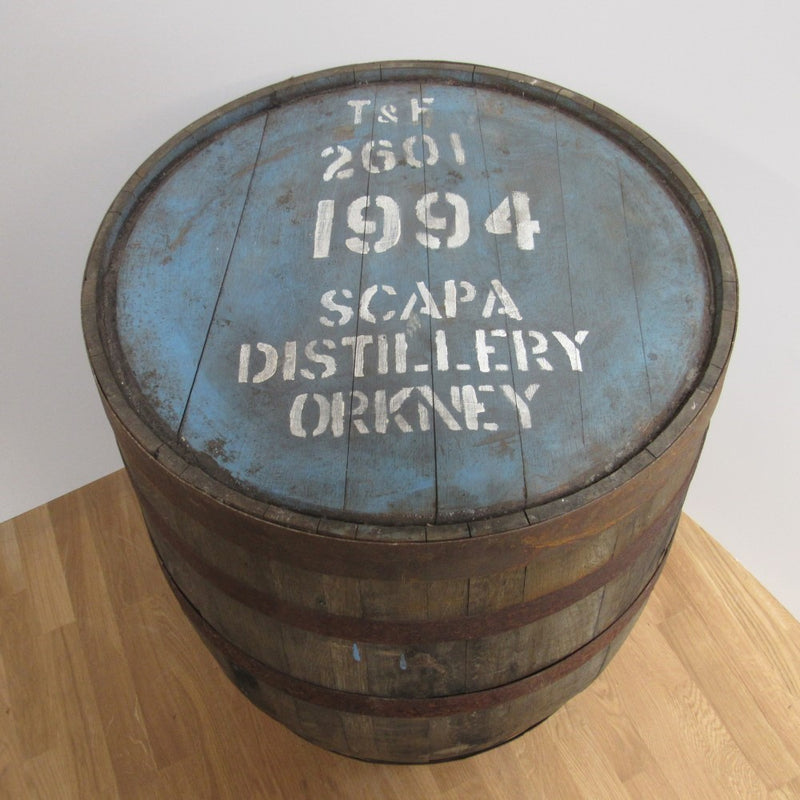 T & F
2601
1994
SCAPA
DISTILLERY
ORKNEY